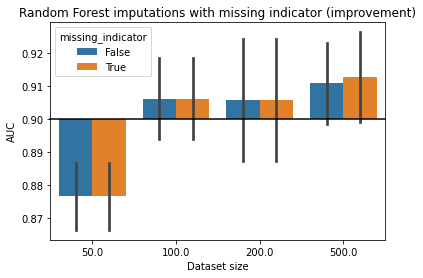 Random Forest imputations with missing indicator (improvement)
missing_indicator
False
True
0.92
0.91
0.90
0.89
0.88
0.87
AUC
50.0 100.0 200.0 500.0
Dataset size